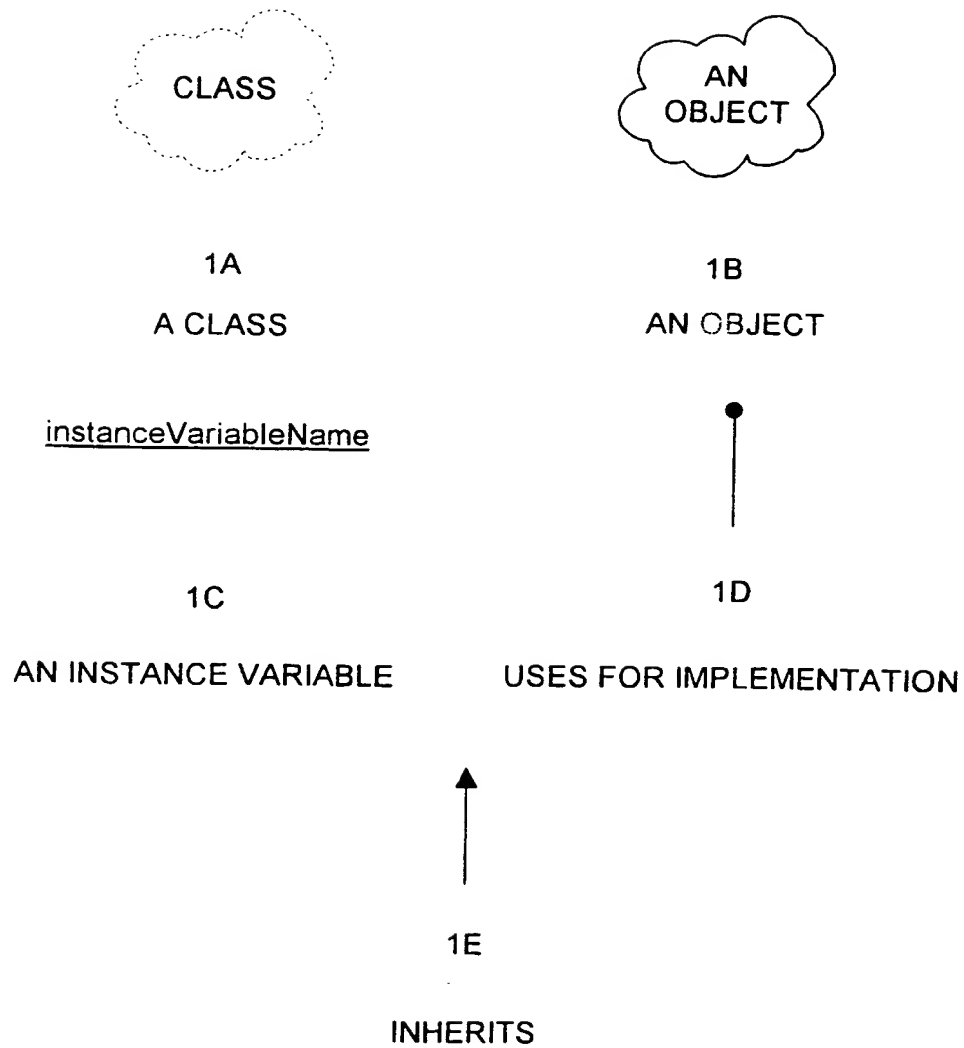 CLASS
AN
OBJECT
1A
1B
A CLASS
AN OBJECT
instanceVariableName
1C
1D
AN INSTANCE VARIABLE
USES FOR IMPLEMENTATION
1E
INHERITS